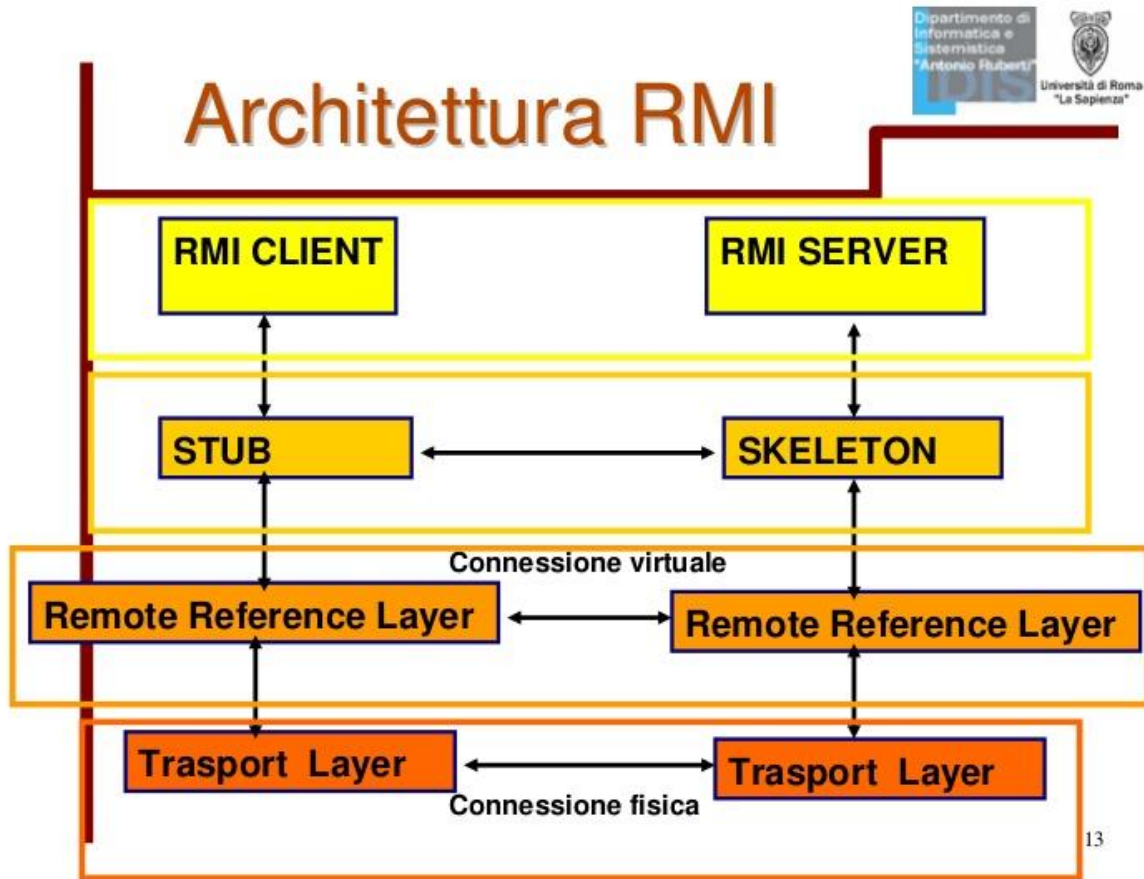 Dipartimento di
Informatica e
Sistemistica
"Antonio Ruberti"
DIS
Università di Roma
"La Sapienza"
Architettura RMI
RMI CLIENT
RMI SERVER
STUB
SKELETON
Connessione virtuale
Remote Reference Layer
Remote Reference Layer
Trasport Layer
Trasport Layer
Connessione fisica
13